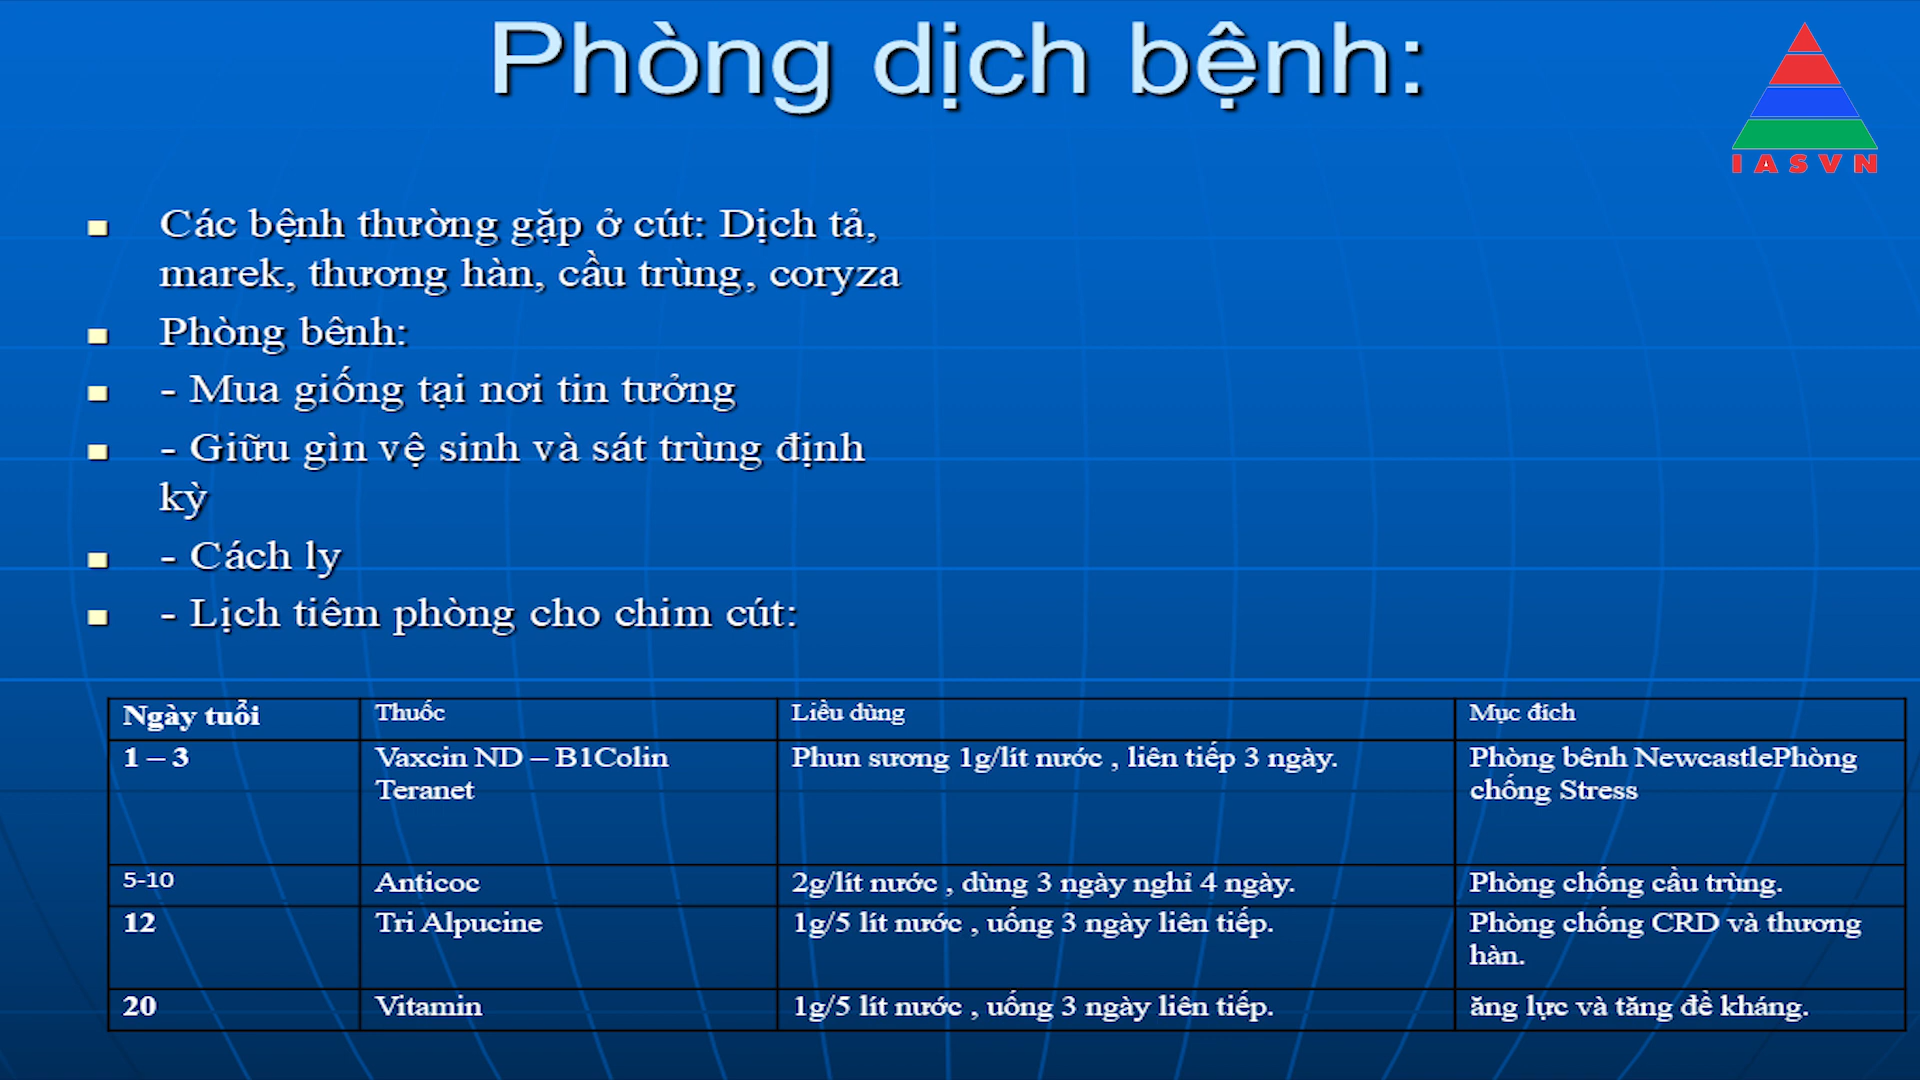 Phòng dịch bệnh:
IASVN
Các bệnh thường gặp ở cút: Dịch tả,
marek, thương hàn, cầu trùng, coryza
Phòng bênh:
- Mua giống tại nơi tin tưởng
- Giữu gìn vệ sinh và sát trùng định
kỳ
- Cách ly
- Lịch tiêm phòng cho chim cút:
Ngày tuổi Thuốc Liều dùng Mục đích
1 – 3 Vaxcin ND – B1Colin Phun sương 1g/lít nước , liên tiếp 3 ngày. Phòng bênh NewcastlePhòng
Teranet chống Stress
5-10 Anticoc 2g/lít nước , dùng 3 ngày nghỉ 4 ngày. Phòng chống cầu trùng.
12 Tri Alpucine 1g/5 lít nước , uống 3 ngày liên tiếp. Phòng chống CRD và thương
hàn.
20 Vitamin 1g/5 lít nước , uống 3 ngày liên tiếp. ăng lực và tăng đề kháng.